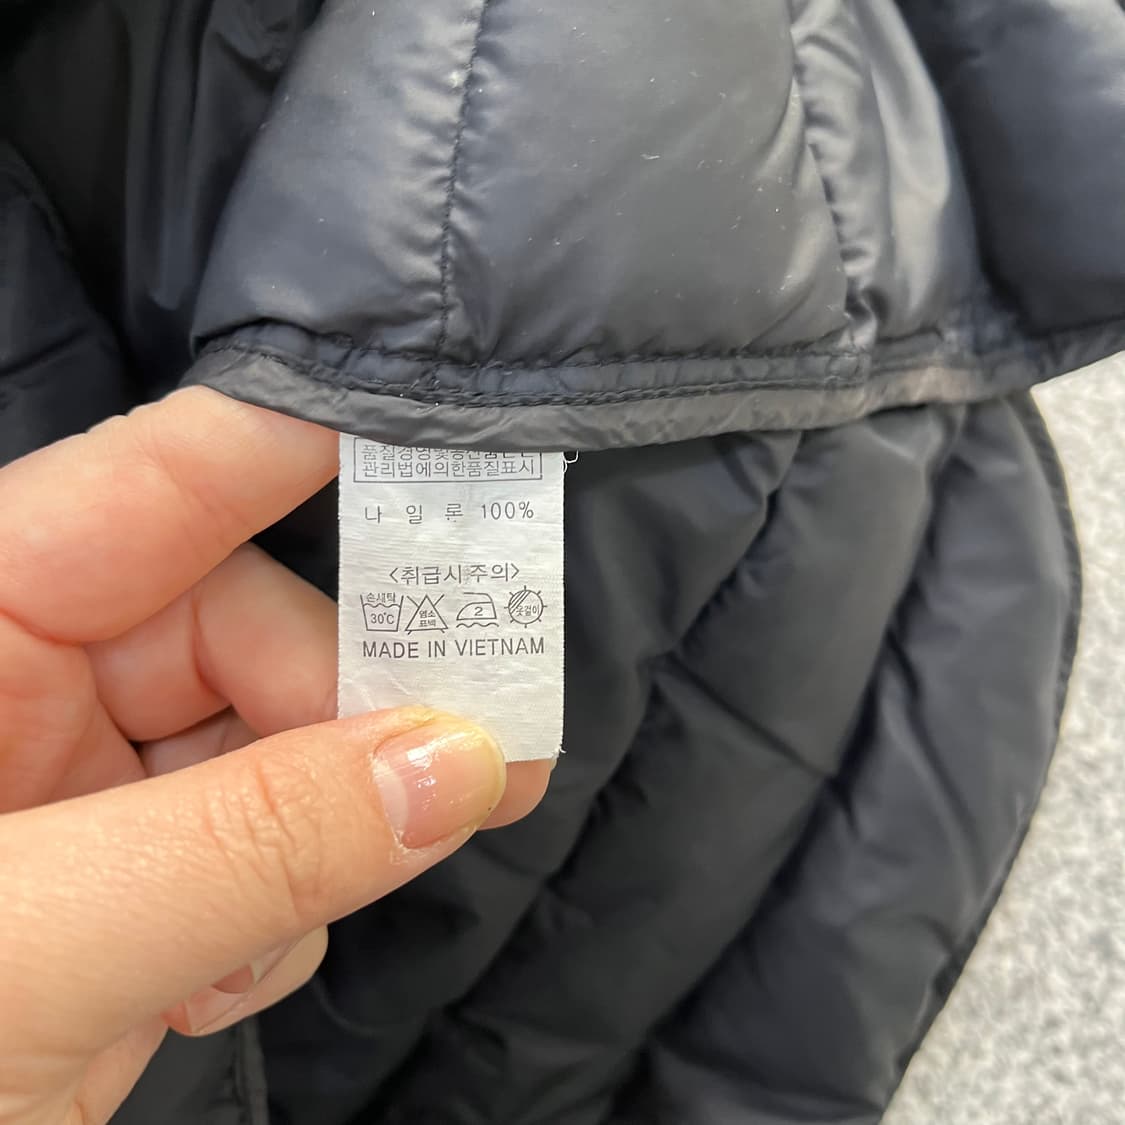 품질경영및공산품안전
관리법에의한품질표시
나 일 론 100%
<취급시주의>
손세탁
30℃
염소
표백
2
옷걸이
MADE IN VIETNAM